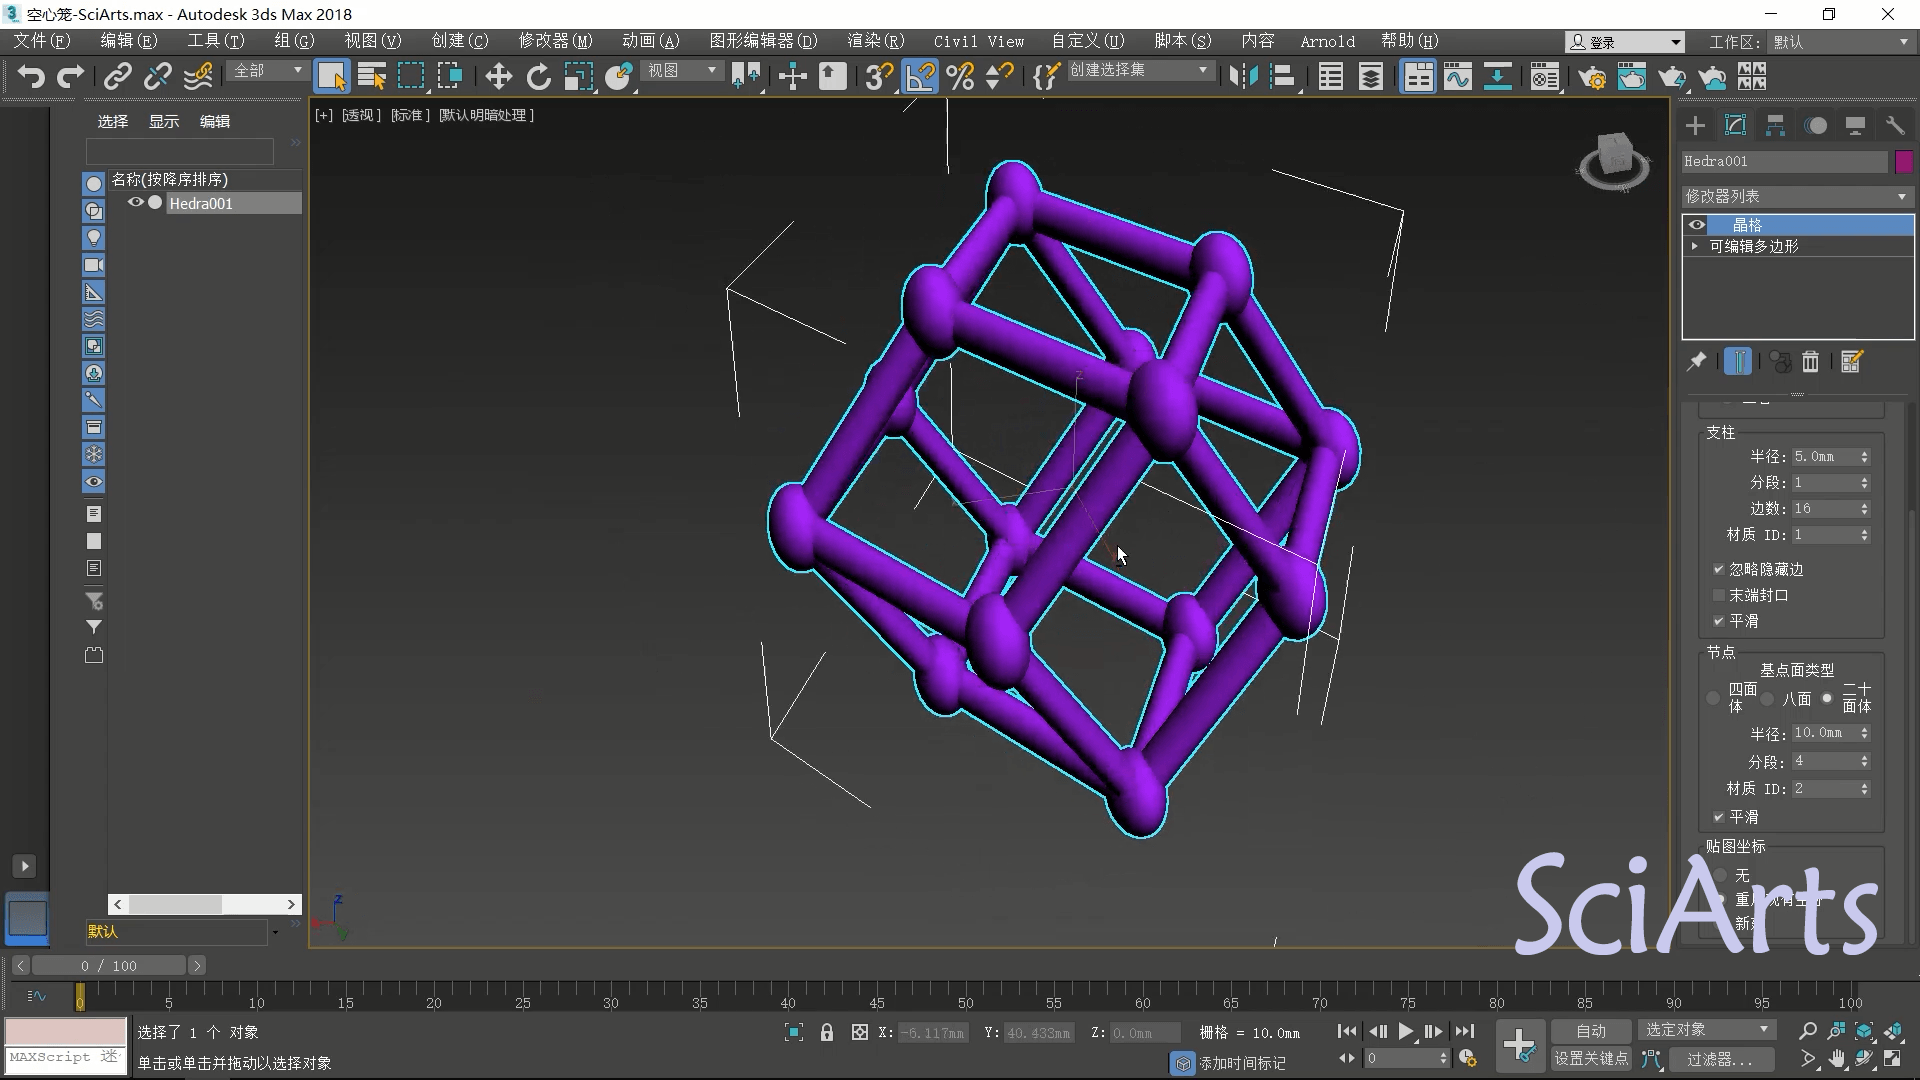 空心笼-SciArts.max - Autodesk 3ds Max 2018
文件(F) 编辑(E) 工具(T) 组(G) 视图(V) 创建(C) 修改器(M) 动画(A) 图形编辑器(D) 渲染(R) Civil View 自定义(U) 脚本(S) 内容 Arnold 帮助(H) 登录 工作区: 默认
全部 视图 创建选择集
选择 显示 编辑
名称(按降序排序)
Hedra001
[+] [透视] [标准] [默认明暗处理]
Hedra001
修改器列表
晶格
可编辑多边形
支柱
半径: 5.0mm
分段: 1
边数: 16
材质 ID: 1
忽略隐藏边
末端封口
平滑
节点
基点面类型
四面体 八面 二十面体
半径: 10.0mm
分段: 4
材质 ID: 2
平滑
贴图坐标
无
SciArts
默认
0 / 100
0 5 10 15 20 25 30 35 40 45 50 55 60 65 70 75 80 85 90 95 100
选择了 1 个 对象
X: -6.117mm Y: 40.433mm Z: 0.0mm 栅格 = 10.0mm
自动 选定对象
MAXScript 迷
单击或单击并拖动以选择对象
添加时间标记
0
设置关键点 过滤器...